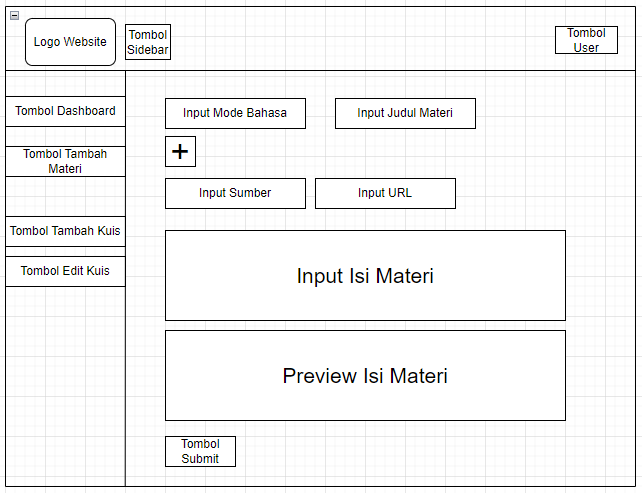 Logo Website
Tombol
Sidebar
Tombol
User
Tombol Dashboard
Tombol Tambah
Materi
Tombol Tambah Kuis
Tombol Edit Kuis
Input Mode Bahasa
Input Judul Materi
+
Input Sumber
Input URL
Input Isi Materi
Preview Isi Materi
Tombol
Submit